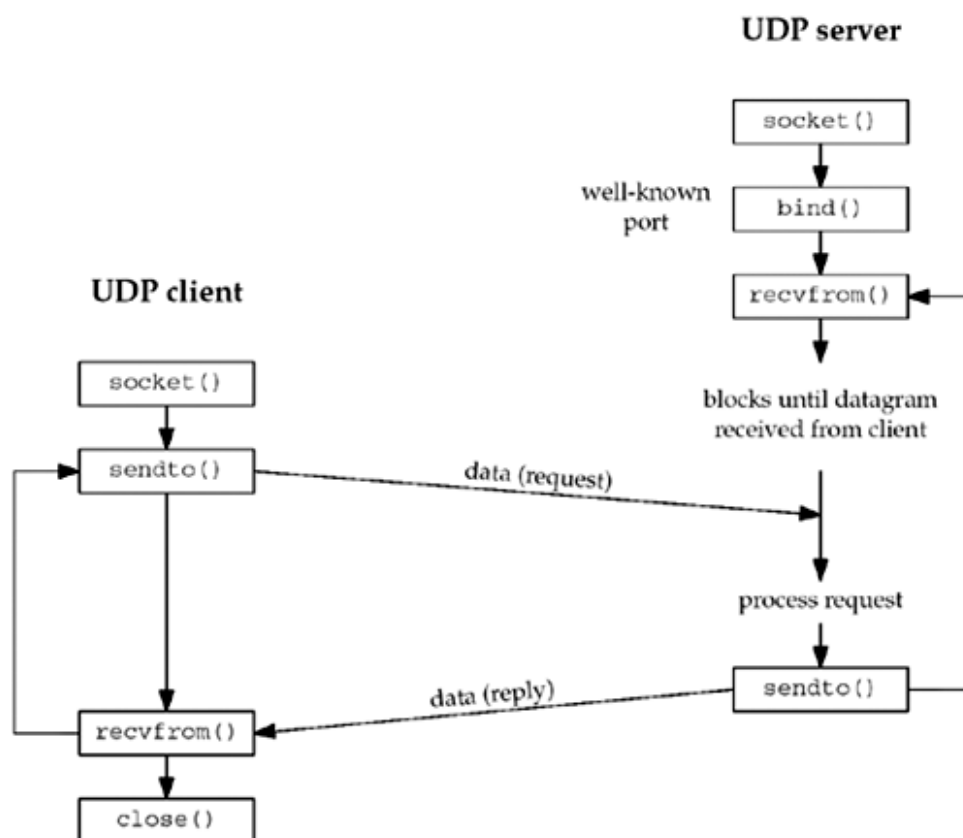 UDP server
socket()
well-known
port
bind()
recvfrom()
UDP client
socket()
blocks until datagram
received from client
sendto()
data (request)
process request
sendto()
data (reply)
recvfrom()
close()